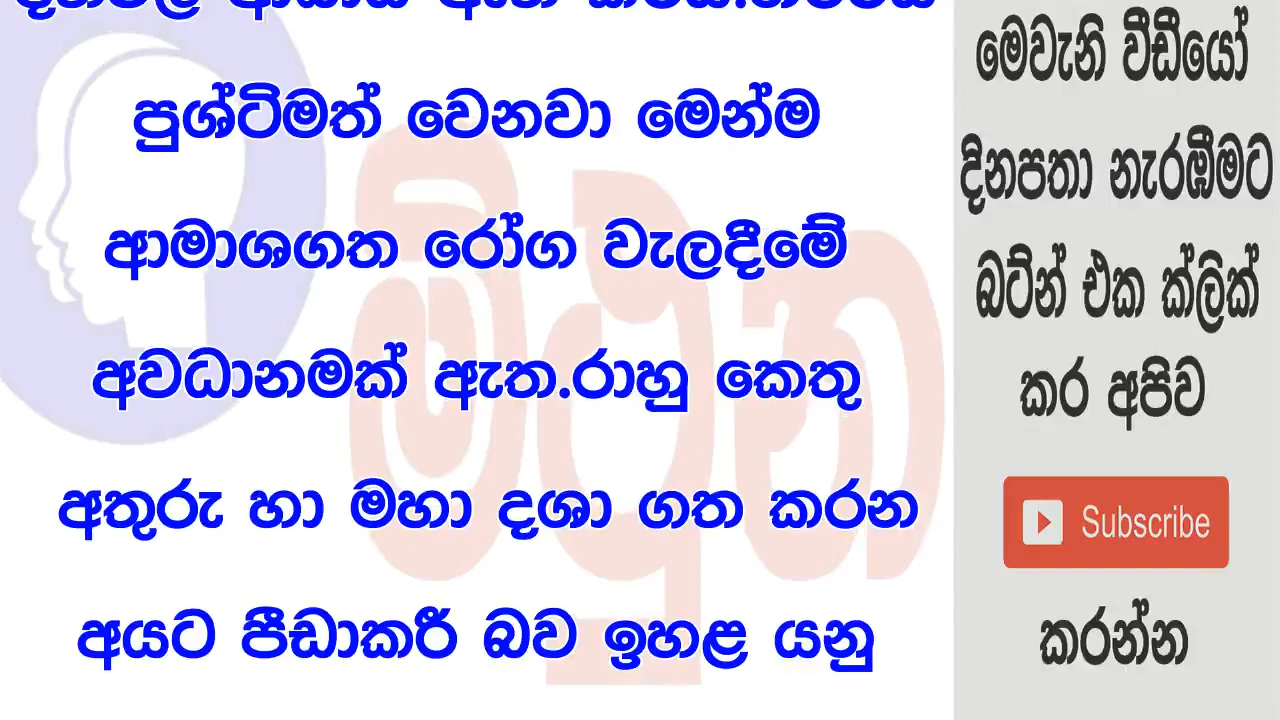 පුශ්ටිමත් වෙනවා මෙන්ම
ආමාශගත රෝග වැලදීමේ
අවධානමක් ඇත.රාහු කෙතු
අතුරු හා මහා දශා ගත කරන
අයට පීඩාකරී බව ඉහළ යනු
මිථුන
මෙවැනි වීඩීයෝ
දිනපතා නැරඹීමට
බටින් එක ක්ලික්
කර අපිව
Subscribe
කරන්න